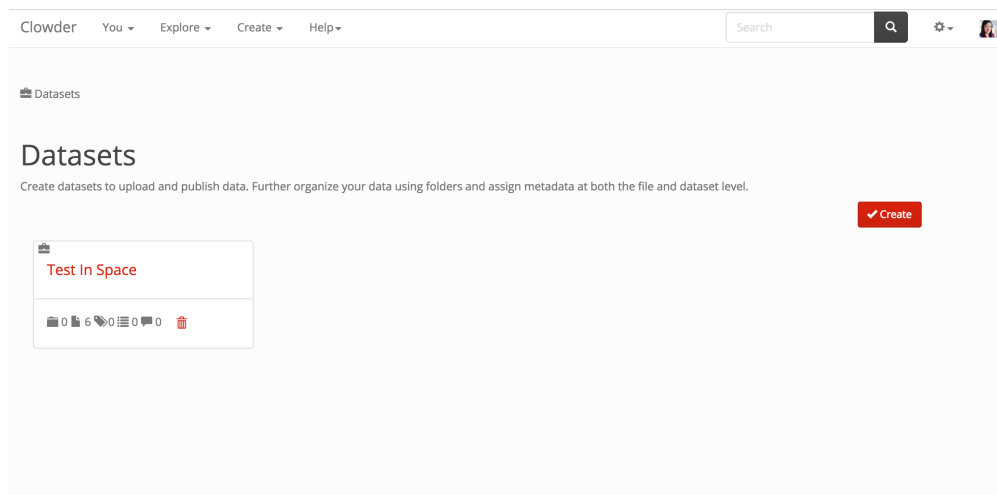 Clowder You Explore Create Help Search
Datasets
Datasets
Create datasets to upload and publish data. Further organize your data using folders and assign metadata at both the file and dataset level.
Create
Test In Space
0 6 0 0 0